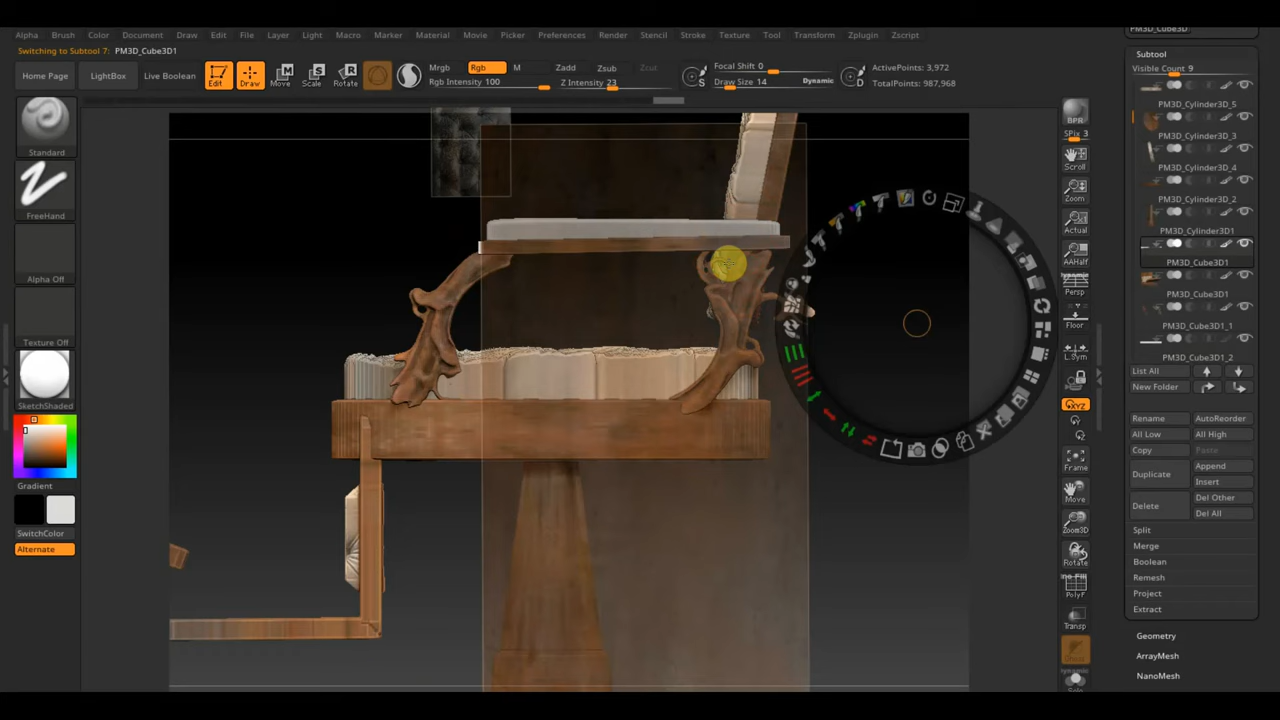 Alpha Brush Color Document Draw Edit File Layer Light Macro Marker Material Movie Picker Preferences Render Stencil Stroke Texture Tool Transform Zplugin Zscript
PM3D_Cube3D
Switching to Subtool 7: PM3D_Cube3D1
Subtool
Visible Count 9
Home Page LightBox Live Boolean Edit Draw Move Scale Rotate
Mrgb Rgb M Zadd Zsub Zcut
Rgb Intensity 100 Z Intensity 23
Focal Shift 0
Draw Size 14 Dynamic
S
D
ActivePoints: 3,972
TotalPoints: 987,968
Standard
FreeHand
Alpha Off
Texture Off
SketchShaded
Gradient
SwitchColor
Alternate
BPR
SPix 3
Scroll
Zoom
Actual
AAHalf
Dynamic
Persp
Floor
L.Sym
XYZ
Frame
Move
Zoom3D
Rotate
PolyF
Transp
Solo
PM3D_Cylinder3D_5
PM3D_Cylinder3D_3
PM3D_Cylinder3D_4
PM3D_Cylinder3D_2
PM3D_Cylinder3D1
PM3D_Cube3D1
PM3D_Cube3D1
PM3D_Cube3D1_1
PM3D_Cube3D1_2
List All
New Folder
Rename AutoReorder
All Low All High
Copy Paste
Duplicate Append
Insert
Delete Del Other
Del All
Split
Merge
Boolean
Remesh
Project
Extract
Geometry
ArrayMesh
NanoMesh